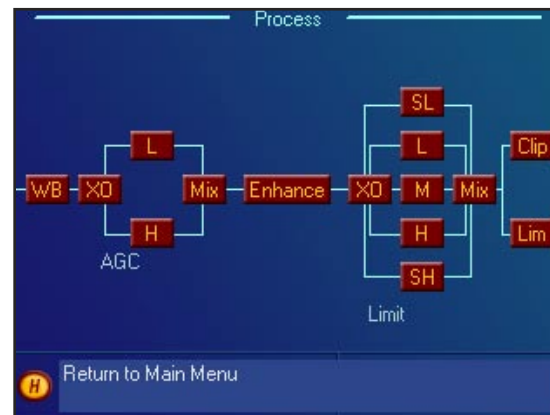 Process
SL
L
L
Clip
WB
XO
Mix
Enhance
XO
M
Mix
H
H
Lim
AGC
SH
Limit
H
Return to Main Menu